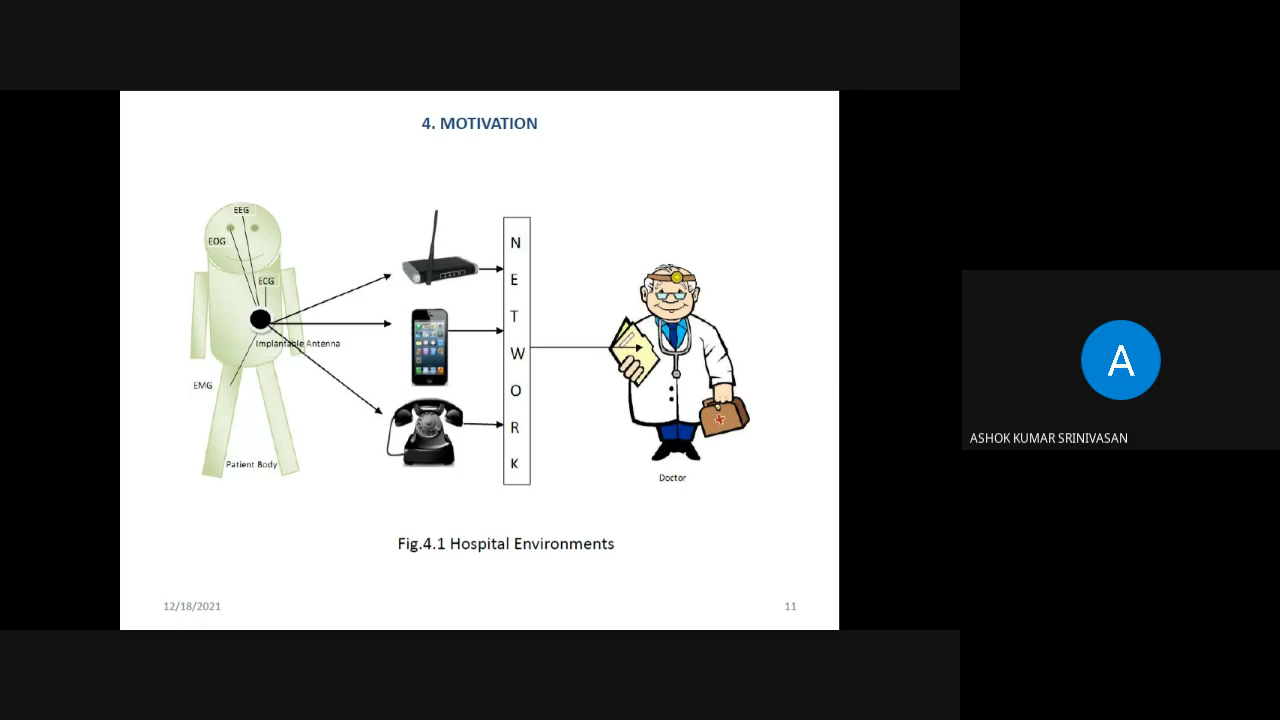 4. MOTIVATION
EEG
EOG
ECG
Implantable Antenna
EMG
Patient Body
N
E
T
W
O
R
K
Doctor
Fig.4.1 Hospital Environments
12/18/2021
11
A
ASHOK KUMAR SRINIVASAN